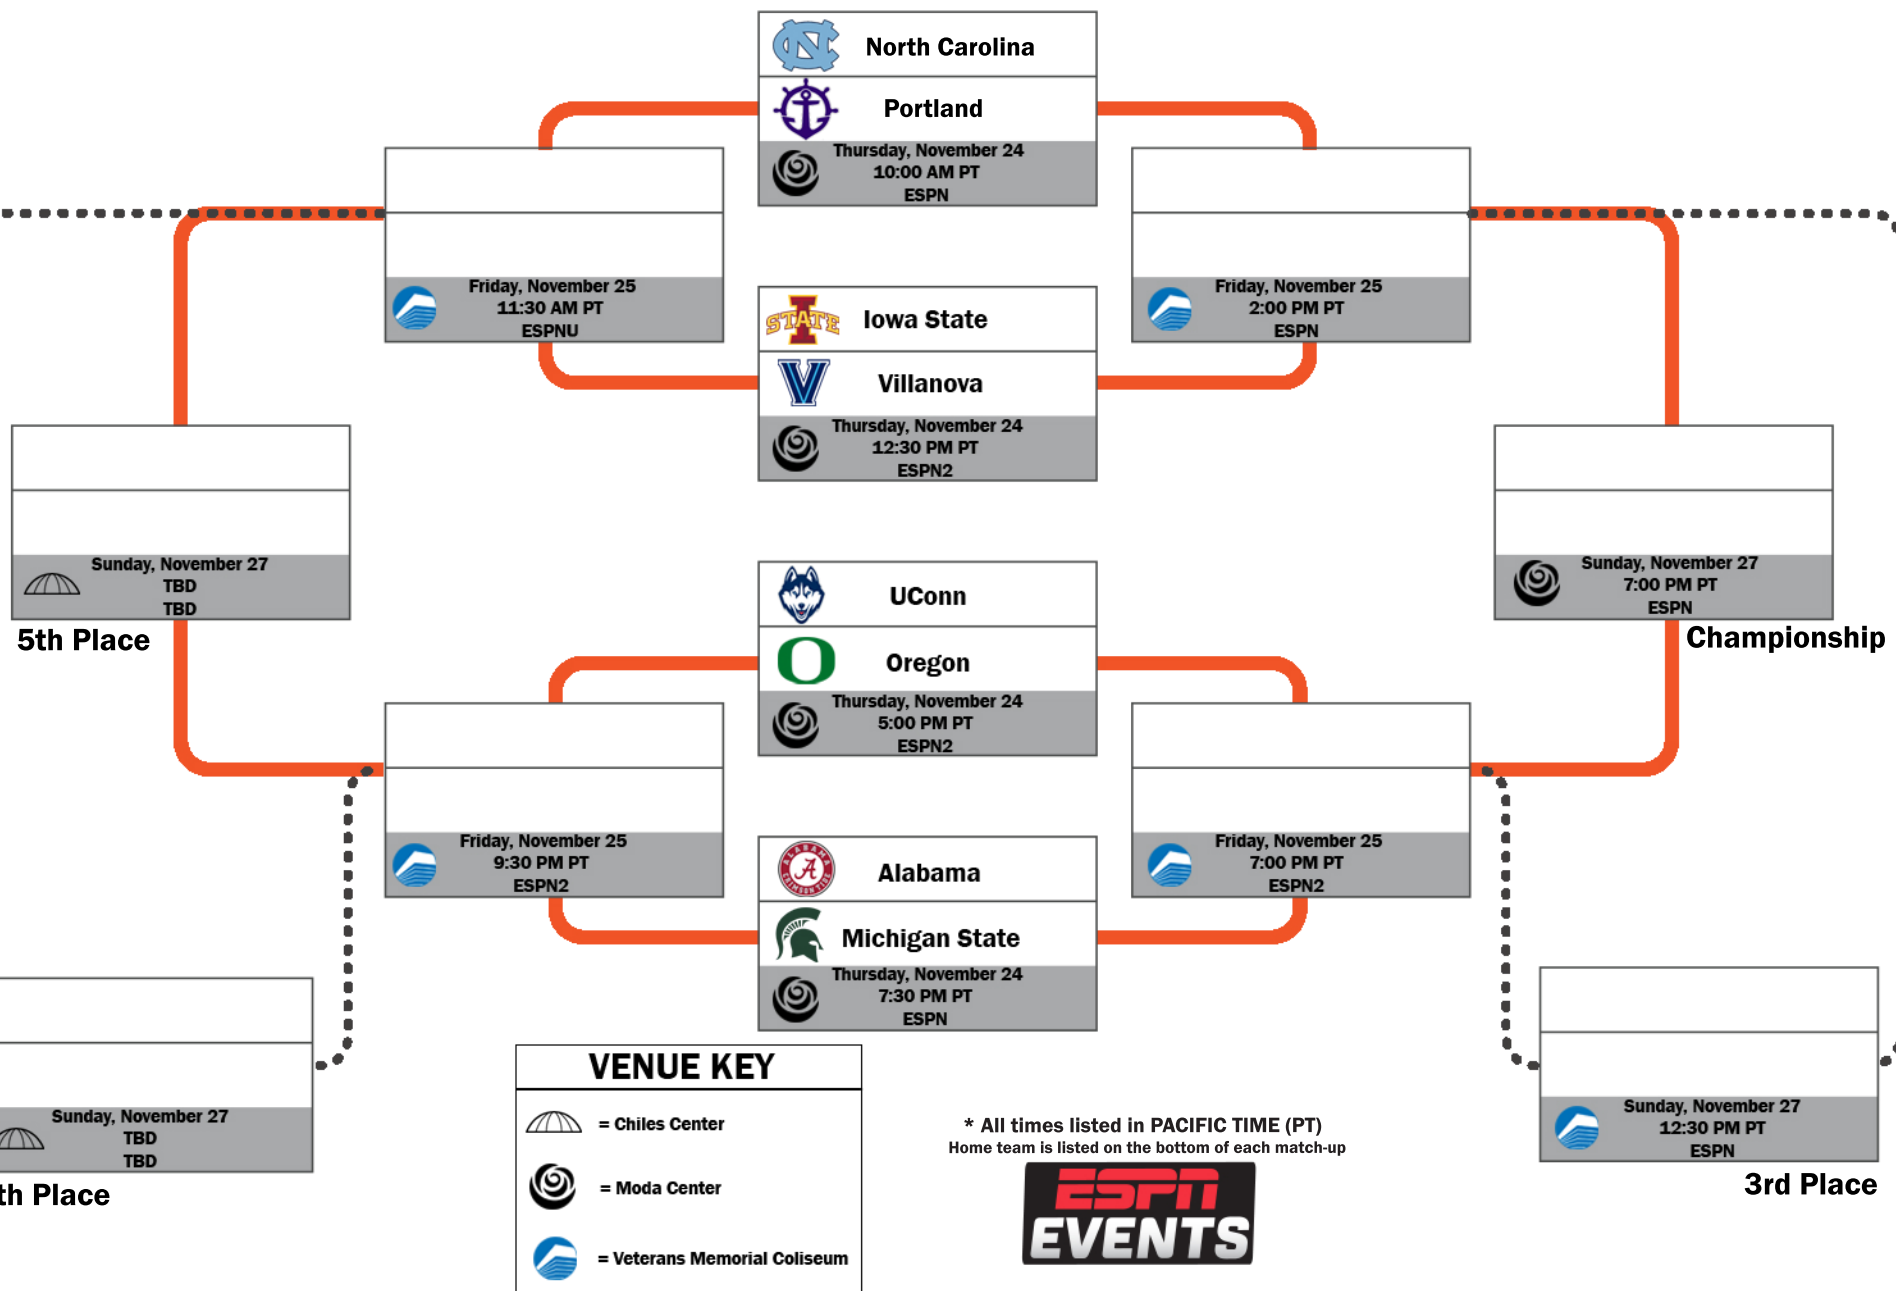 North Carolina
Portland
Thursday, November 24
10:00 AM PT
ESPN
Friday, November 25
11:30 AM PT
ESPNU
Friday, November 25
2:00 PM PT
ESPN
STATE
Iowa State
Villanova
Thursday, November 24
12:30 PM PT
ESPN2
Sunday, November 27
TBD
TBD
5th Place
Sunday, November 27
7:00 PM PT
ESPN
Championship
UConn
Oregon
Thursday, November 24
5:00 PM PT
ESPN2
Friday, November 25
9:30 PM PT
ESPN2
Friday, November 25
7:00 PM PT
ESPN2
ALABAMA
A
CRIMSON TIDE
Alabama
Michigan State
Thursday, November 24
7:30 PM PT
ESPN
Sunday, November 27
TBD
TBD
th Place
Sunday, November 27
12:30 PM PT
ESPN
3rd Place
VENUE KEY
= Chiles Center
= Moda Center
= Veterans Memorial Coliseum
* All times listed in PACIFIC TIME (PT)
Home team is listed on the bottom of each match-up
ESPN
EVENTS